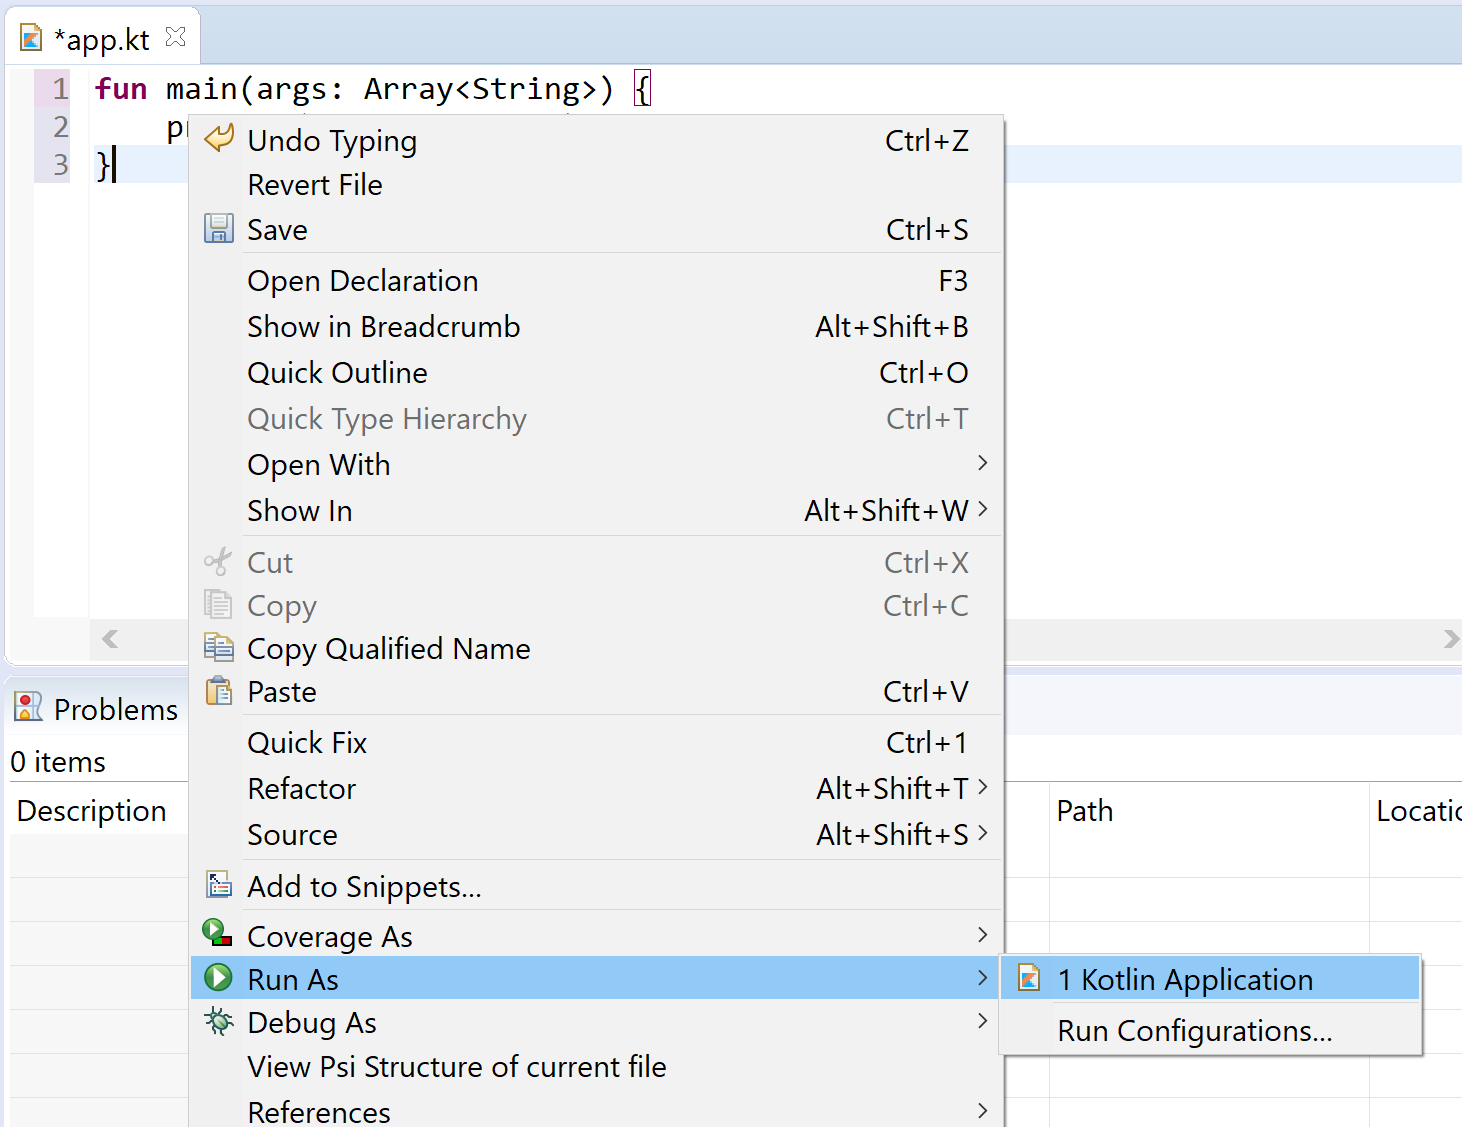 *app.kt
1 fun main(args: Array<String>) {
2
3 }
Undo Typing Ctrl+Z
Revert File
Save Ctrl+S
Open Declaration F3
Show in Breadcrumb Alt+Shift+B
Quick Outline Ctrl+O
Quick Type Hierarchy Ctrl+T
Open With
Show In Alt+Shift+W
Cut Ctrl+X
Copy Ctrl+C
Copy Qualified Name
Paste Ctrl+V
Quick Fix Ctrl+1
Refactor Alt+Shift+T
Source Alt+Shift+S
Add to Snippets...
Coverage As
Run As
Debug As
View Psi Structure of current file
References
1 Kotlin Application
Run Configurations...
Problems
0 items
Description Path